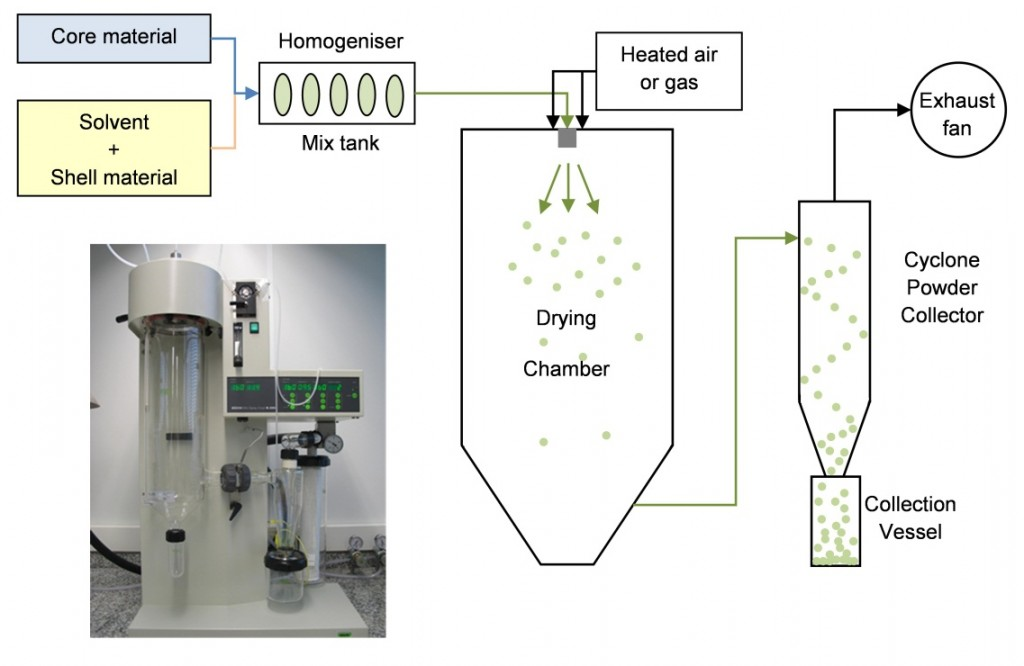 Core material
Solvent
+
Shell material
Homogeniser
Mix tank
Heated air
or gas
Exhaust
fan
Drying
Chamber
Cyclone
Powder
Collector
Collection
Vessel